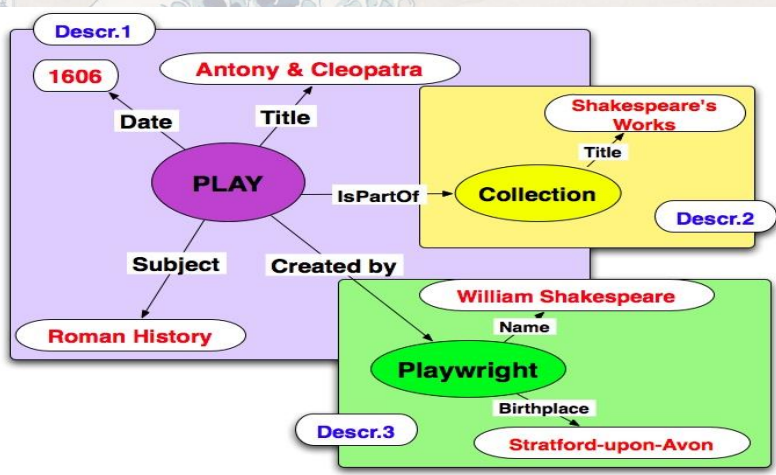 Descr.1
1606
Antony & Cleopatra
Date
Title
PLAY
IsPartOf
Subject
Created by
Roman History
Shakespeare's
Works
Title
Collection
Descr.2
William Shakespeare
Name
Playwright
Birthplace
Descr.3
Stratford-upon-Avon